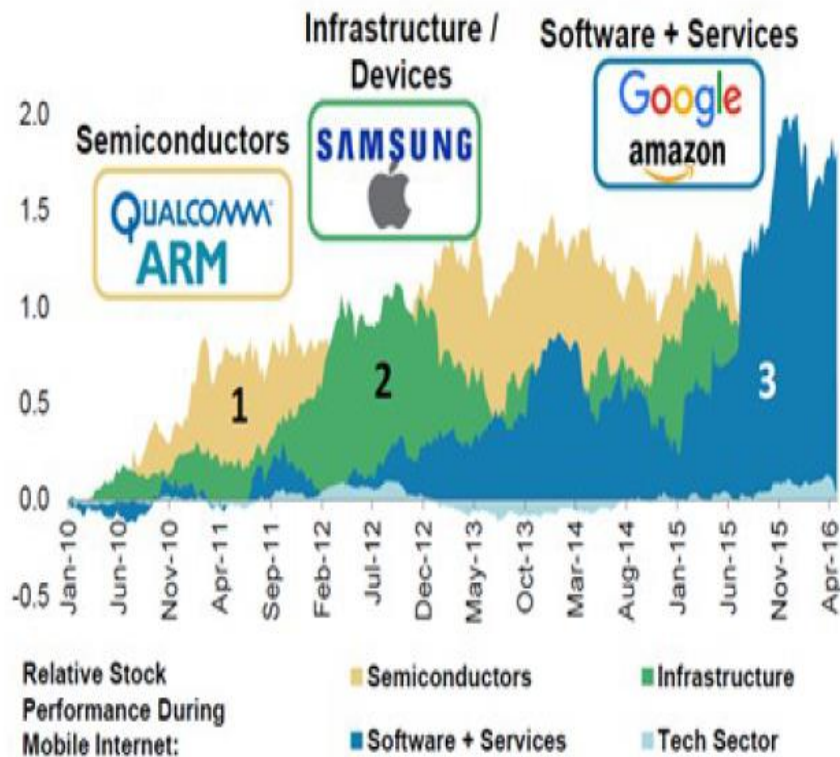 Infrastructure /
Devices
Software + Services
Semiconductors
QUALCOMM
ARM
SAMSUNG
Google
amazon
2.0
1.5
1.0
0.5
0.0
-0.5
1
2
3
Jan-10
Jun-10
Nov-10
Apr-11
Sep-11
Feb-12
Jul-12
Dec-12
May-13
Oct-13
Mar-14
Aug-14
Jan-15
Jun-15
Nov-15
Apr-16
Relative Stock
Performance During
Mobile Internet:
Semiconductors
Infrastructure
Software + Services
Tech Sector